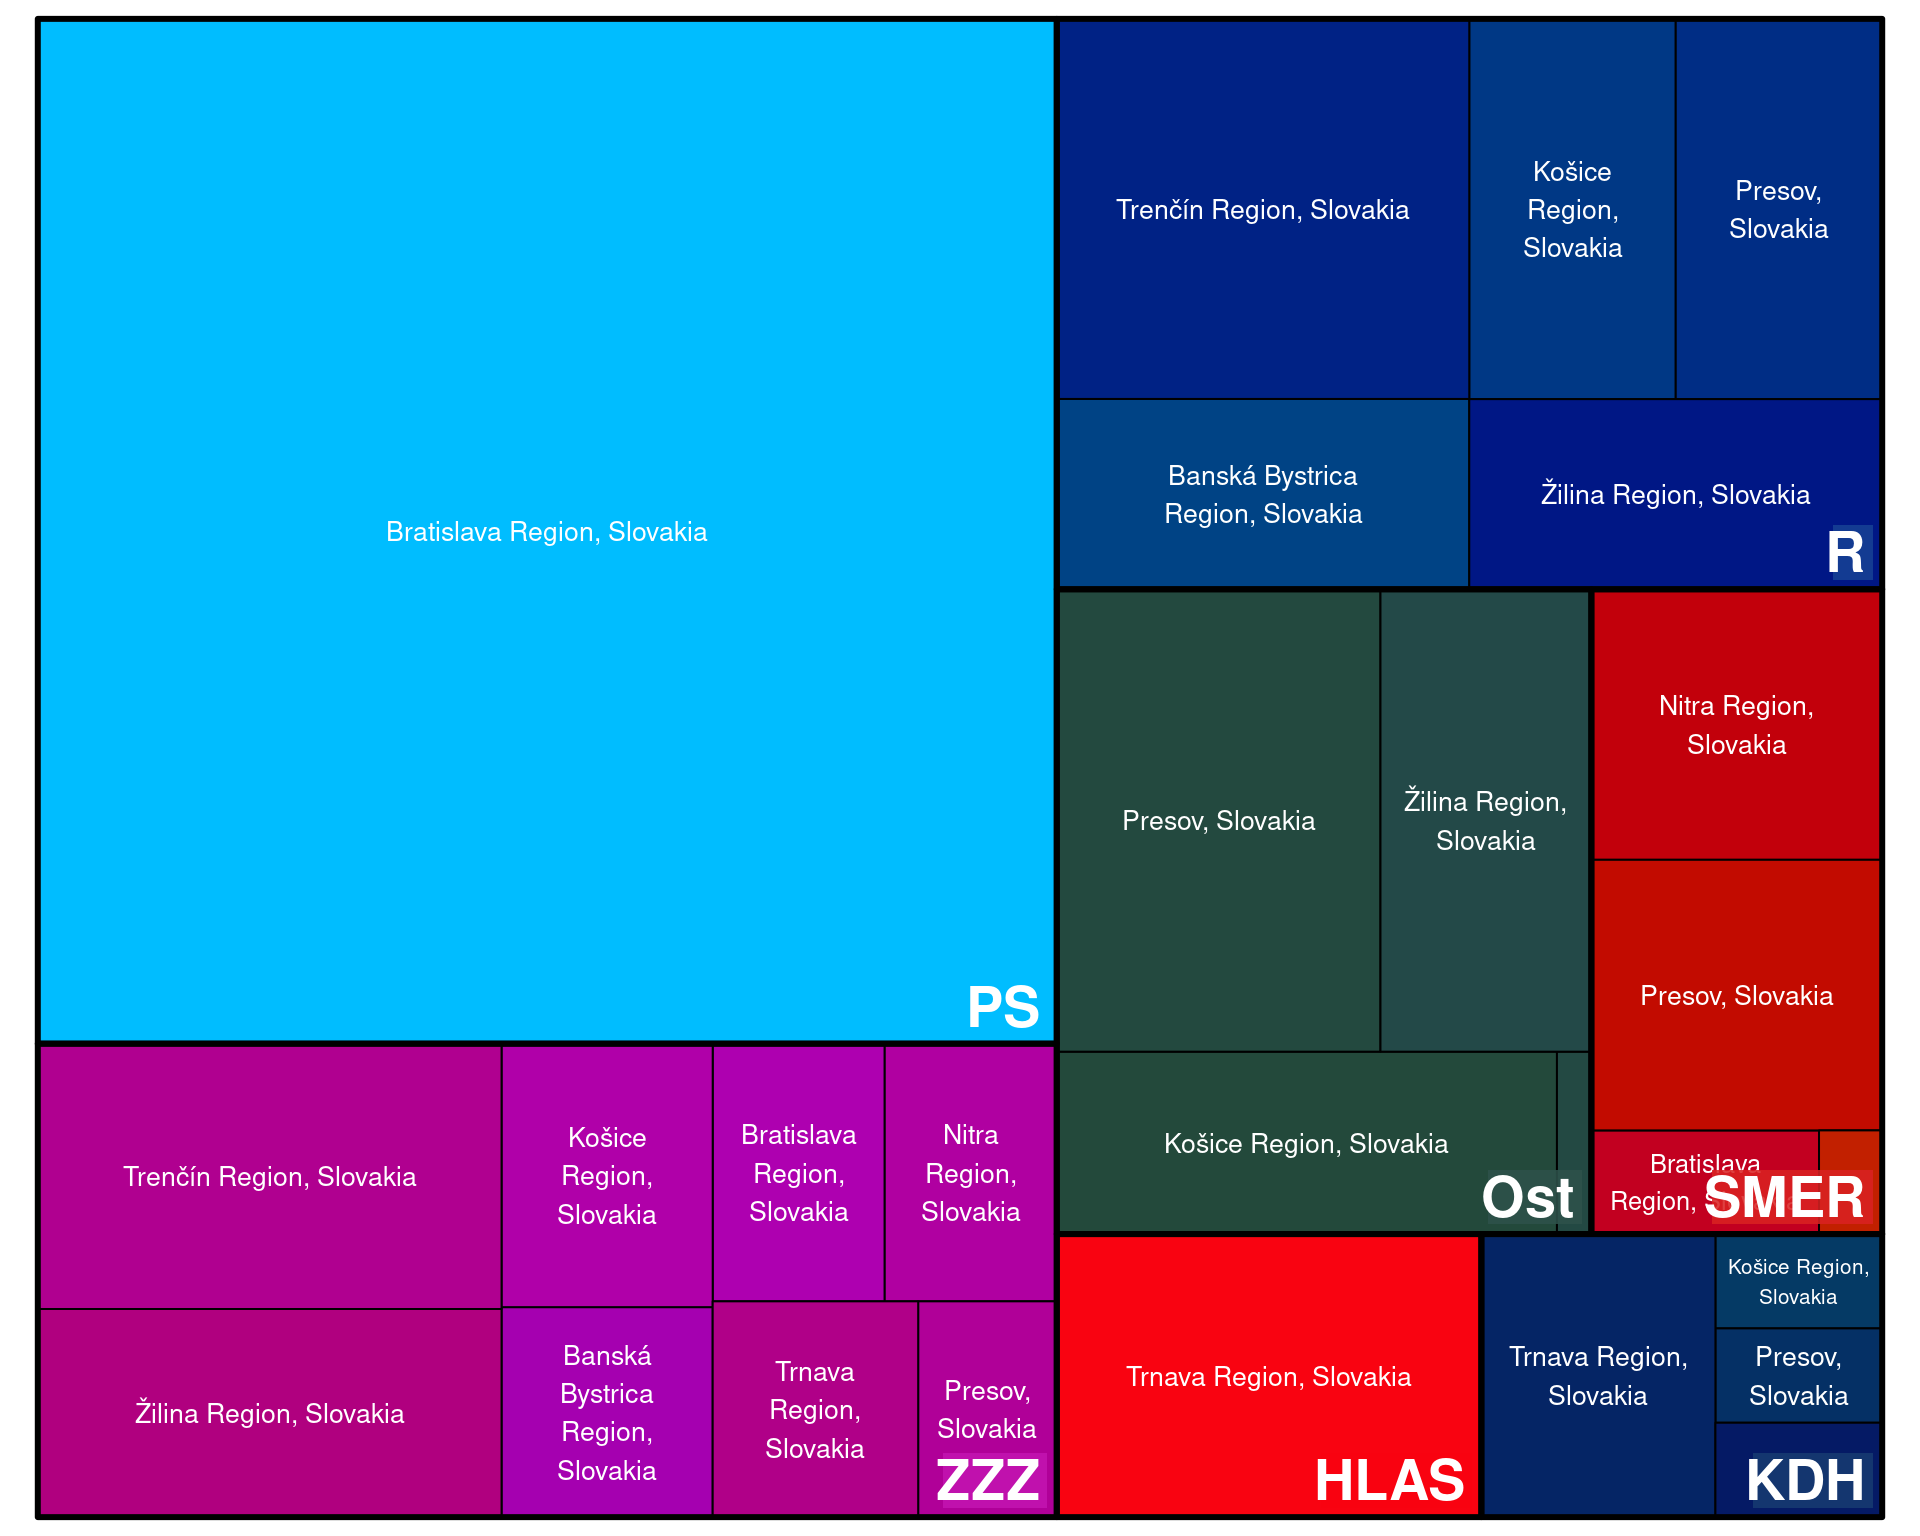 Bratislava Region, Slovakia
PS
Trenčín Region, Slovakia
Košice
Region,
Slovakia
Presov,
Slovakia
Banská Bystrica
Region, Slovakia
Žilina Region, Slovakia
R
Presov, Slovakia
Žilina Region,
Slovakia
Košice Region, Slovakia
Ost
Nitra Region,
Slovakia
Presov, Slovakia
Bratislava
Region,
SMER
Trenčín Region, Slovakia
Košice
Region,
Slovakia
Bratislava
Region,
Slovakia
Nitra
Region,
Slovakia
Žilina Region, Slovakia
Banská
Bystrica
Region,
Slovakia
Trnava
Region,
Slovakia
Presov,
Slovakia
ZZZ
Trnava Region, Slovakia
HLAS
Trnava Region,
Slovakia
Košice Region,
Slovakia
Presov,
Slovakia
KDH